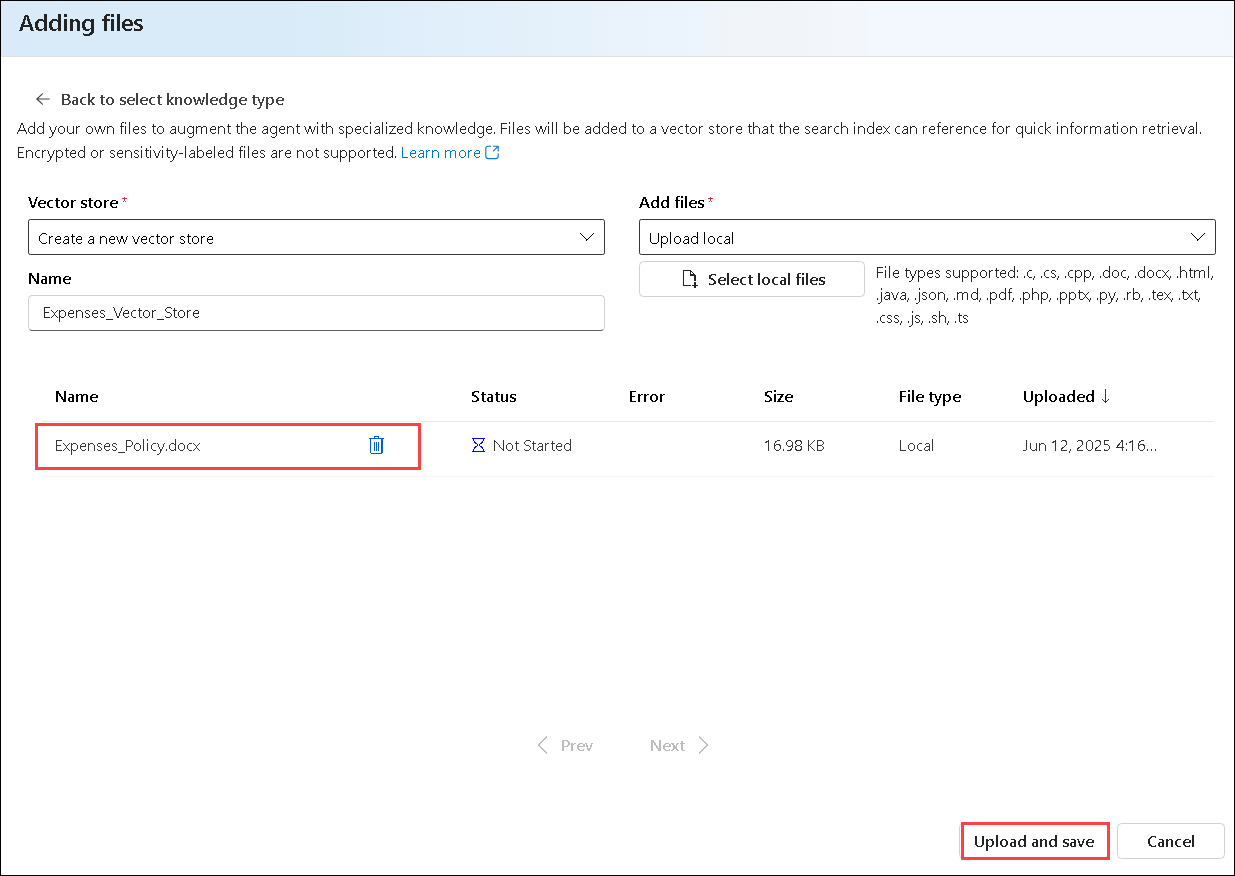 Adding files
Back to select knowledge type
Add your own files to augment the agent with specialized knowledge. Files will be added to a vector store that the search index can reference for quick information retrieval.
Encrypted or sensitivity-labeled files are not supported. Learn more
Vector store *
Create a new vector store
Name
Expenses_Vector_Store
Add files *
Upload local
Select local files
File types supported: .c, .cs, .cpp, .doc, .docx, .html,
.java, .json, .md, .pdf, .php, .pptx, .py, .rb, .tex, .txt,
.css, .js, .sh, .ts
Name Status Error Size File type Uploaded ↓
Expenses_Policy.docx Not Started 16.98 KB Local Jun 12, 2025 4:16...
Prev Next
Upload and save Cancel